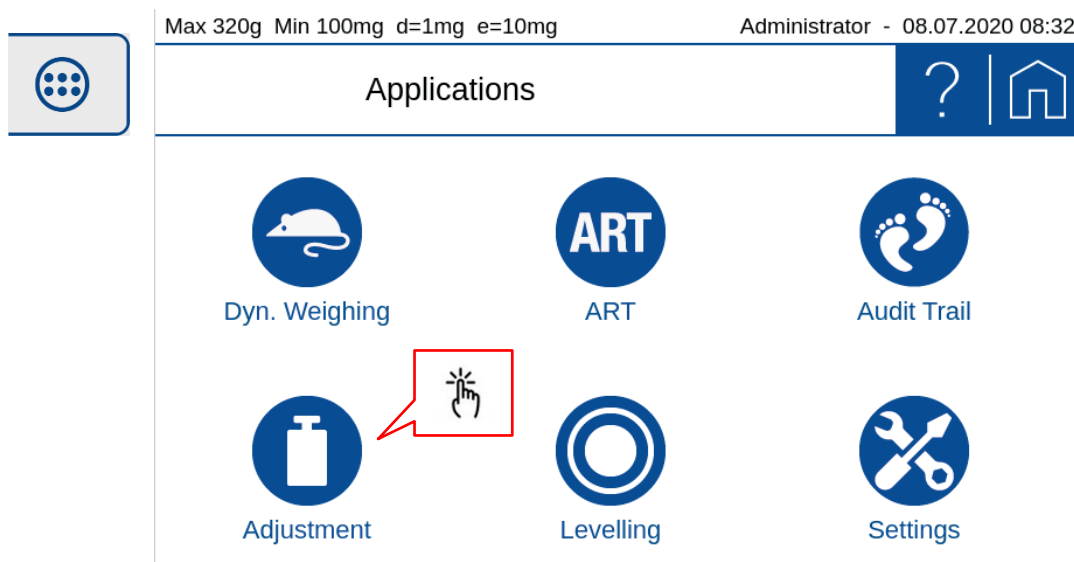 Max 320g Min 100mg d=1mg e=10mg Administrator - 08.07.2020 08:32
Applications
?
ART
Dyn. Weighing ART Audit Trail
Adjustment Levelling Settings